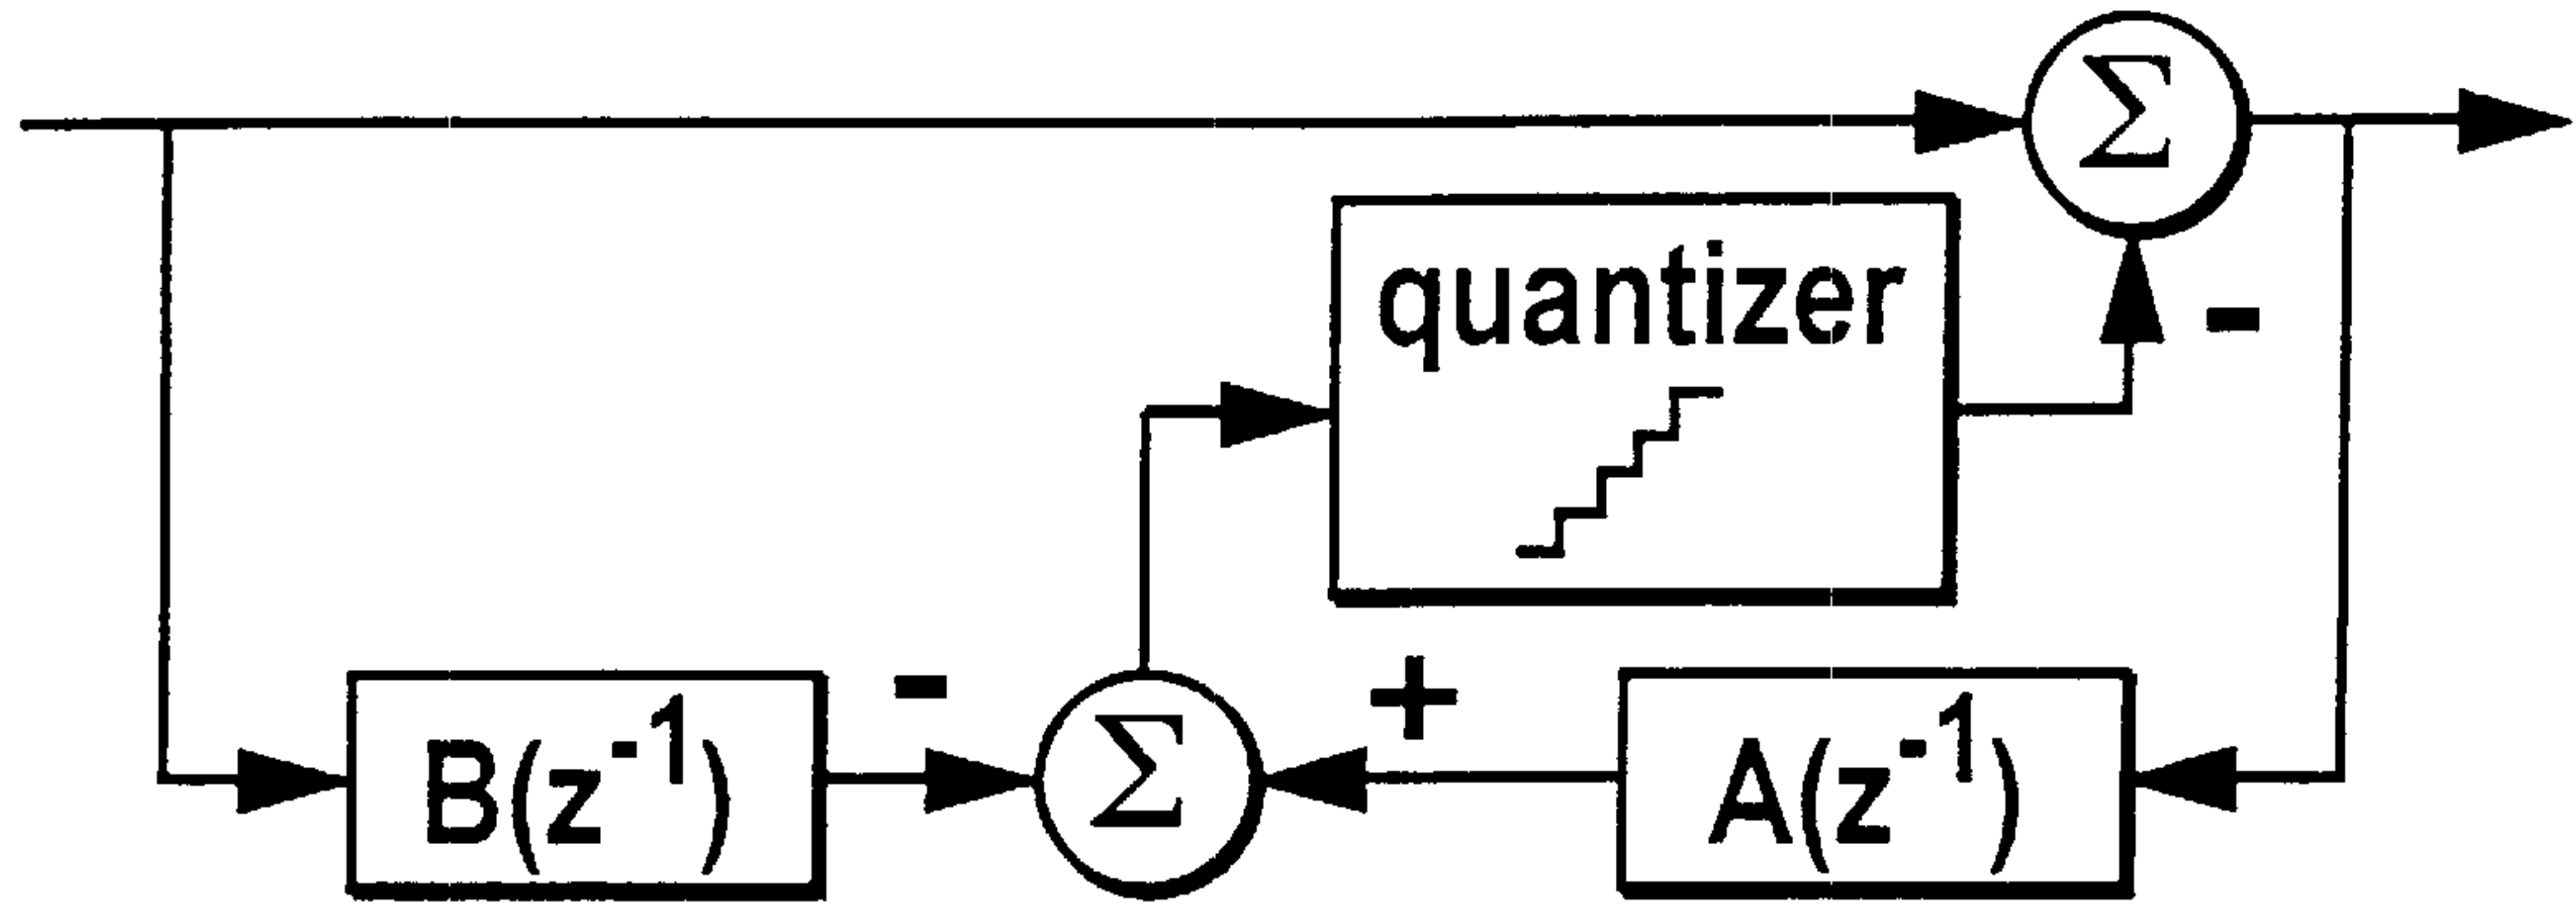 Σ
quantizer
-
- +
B(z⁻¹) Σ A(z⁻¹)